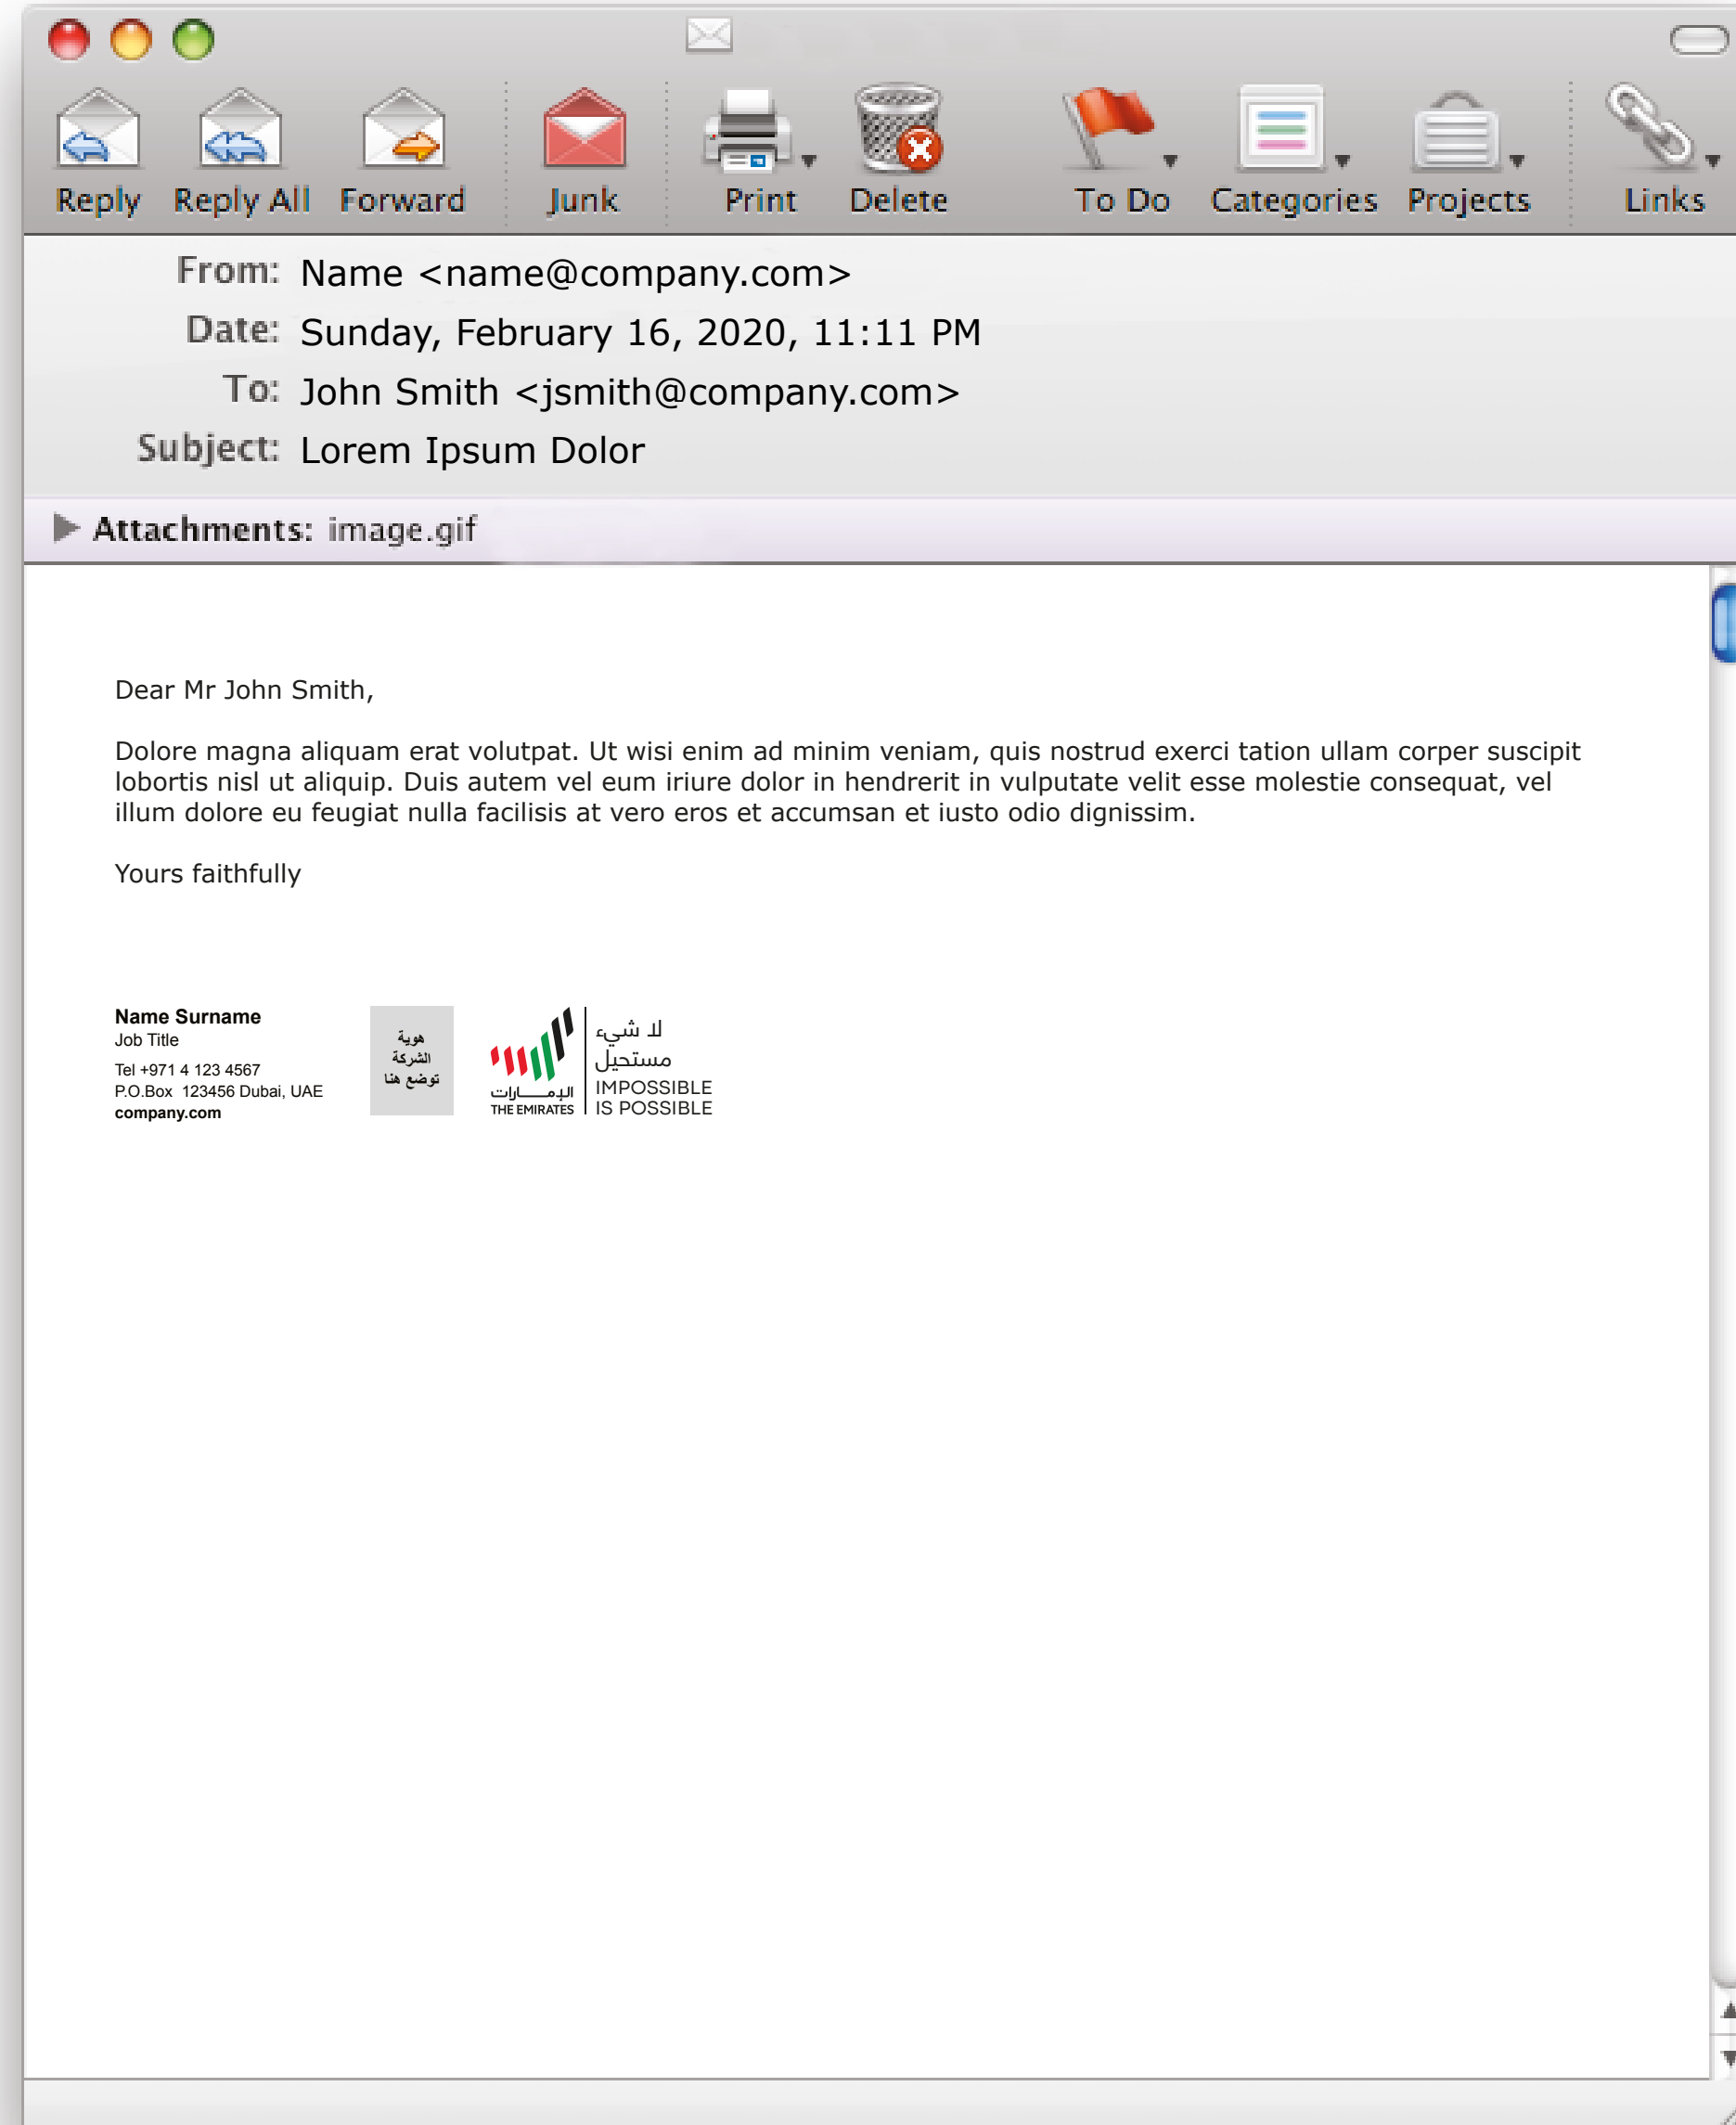 Reply Reply All Forward Junk Print Delete To Do Categories Projects Links
From: Name <name@company.com>
Date: Sunday, February 16, 2020, 11:11 PM
To: John Smith <jsmith@company.com>
Subject: Lorem Ipsum Dolor
Attachments: image.gif
Dear Mr John Smith,
Dolore magna aliquam erat volutpat. Ut wisi enim ad minim veniam, quis nostrud exerci tation ullam corper suscipit
lobortis nisl ut aliquip. Duis autem vel eum iriure dolor in hendrerit in vulputate velit esse molestie consequat, vel
illum dolore eu feugiat nulla facilisis at vero eros et accumsan et iusto odio dignissim.
Yours faithfully
Name Surname
Job Title
Tel +971 4 123 4567
P.O.Box 123456 Dubai, UAE
company.com
هوية
الشركة
توضع هنا
الإمارات
THE EMIRATES
لا شيء
مستحيل
IMPOSSIBLE
IS POSSIBLE